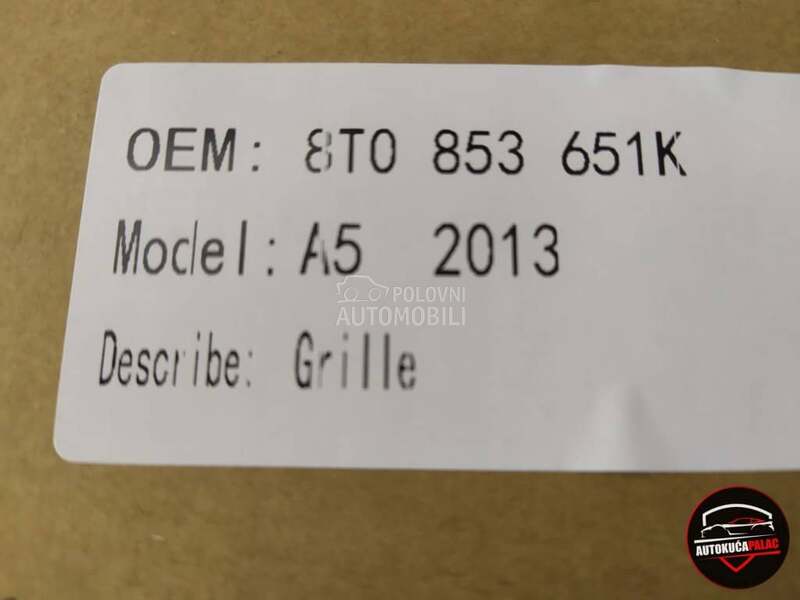 OEM: 8T0 853 651K
Model: A5 2013
POLOVNI
AUTOMOBILI
Describe: Grille
AUTOKUĆAPALAC